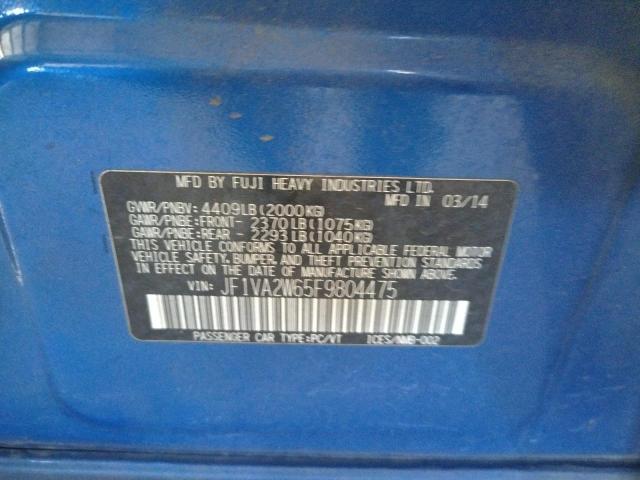 MFD BY FUJI HEAVY INDUSTRIES LTD.
MFD IN 03/14
GVWR/PNBV: 4409LB(2000KG)
GAWR/PNBE:FRONT- 2370LB(1075KG)
GAWR/PNBE:REAR - 2293LB(1040KG)
THIS VEHICLE CONFORMS TO ALL APPLICABLE FEDERAL MOTOR
VEHICLE SAFETY, BUMPER, AND THEFT PREVENTION STANDARDS
IN EFFECT ON THE DATE OF MANUFACTURE SHOWN ABOVE.
VIN: JF1VA2W65F9804475
PASSENGER CAR TYPE:PC/VT ICES/NMB-002